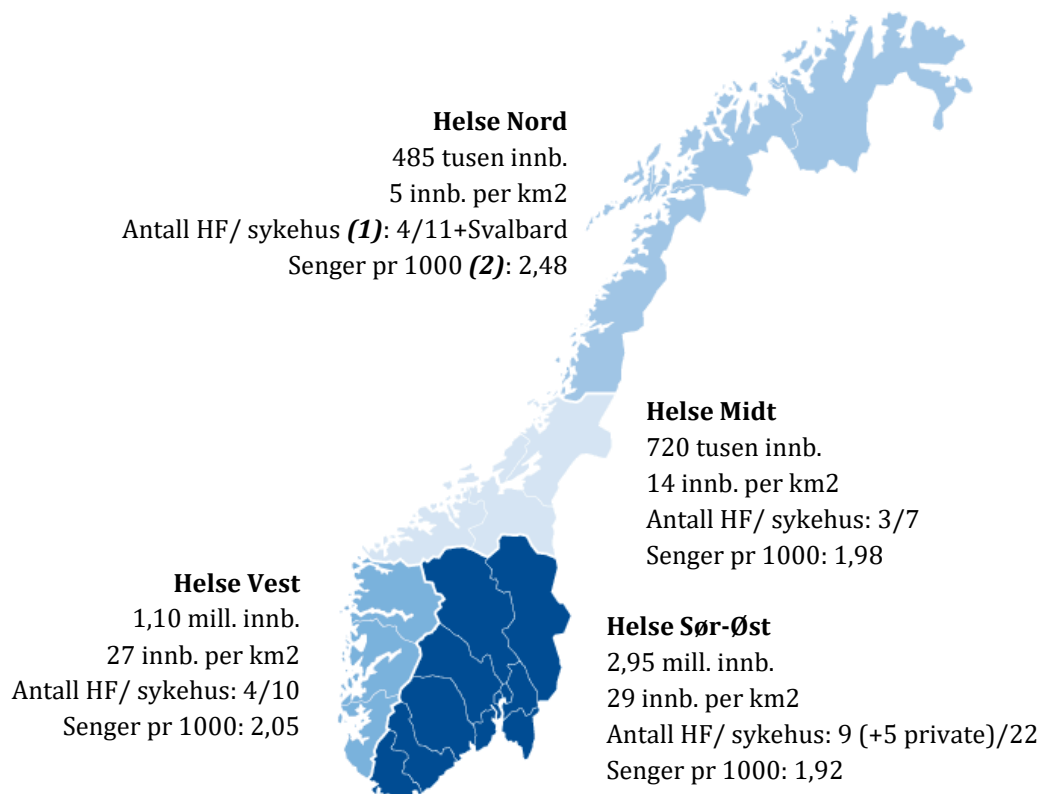 Helse Nord
485 tusen innb.
5 innb. per km2
Antall HF/ sykehus (1): 4/11+Svalbard
Senger pr 1000 (2): 2,48
Helse Midt
720 tusen innb.
14 innb. per km2
Antall HF/ sykehus: 3/7
Senger pr 1000: 1,98
Helse Vest
1,10 mill. innb.
27 innb. per km2
Antall HF/ sykehus: 4/10
Senger pr 1000: 2,05
Helse Sør-Øst
2,95 mill. innb.
29 innb. per km2
Antall HF/ sykehus: 9 (+5 private)/22
Senger pr 1000: 1,92